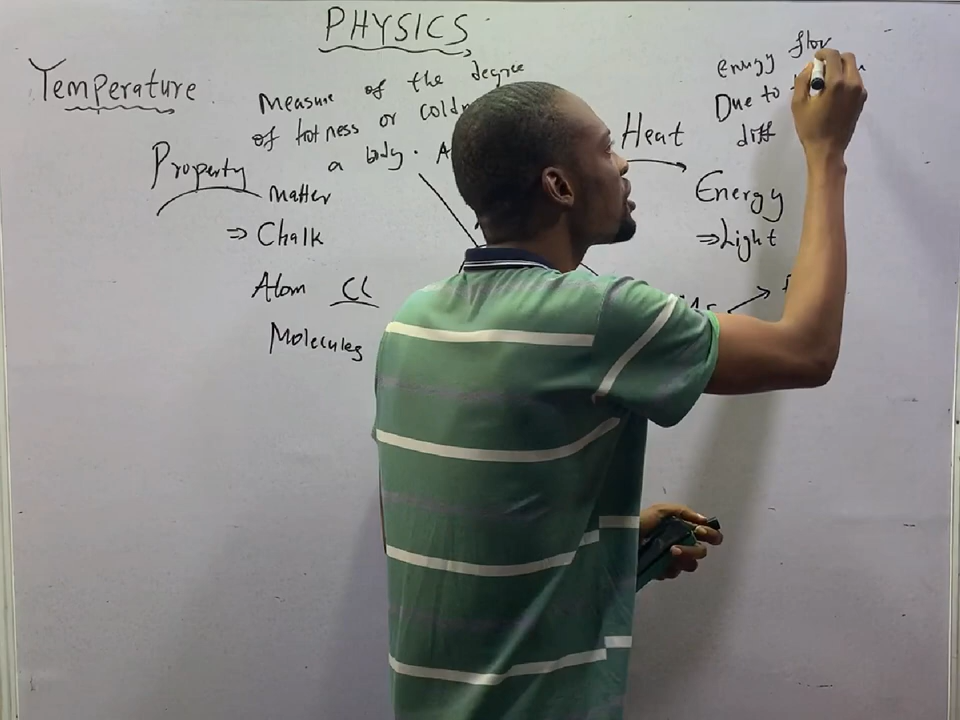 PHYSICS
Temperature
Measure of the degree
of hotness or
a body.
Property
matter
⇒ Chalk
Atom Cl
Molecules
Heat
energy flow
Due to
diff
Energy
⇒ Light